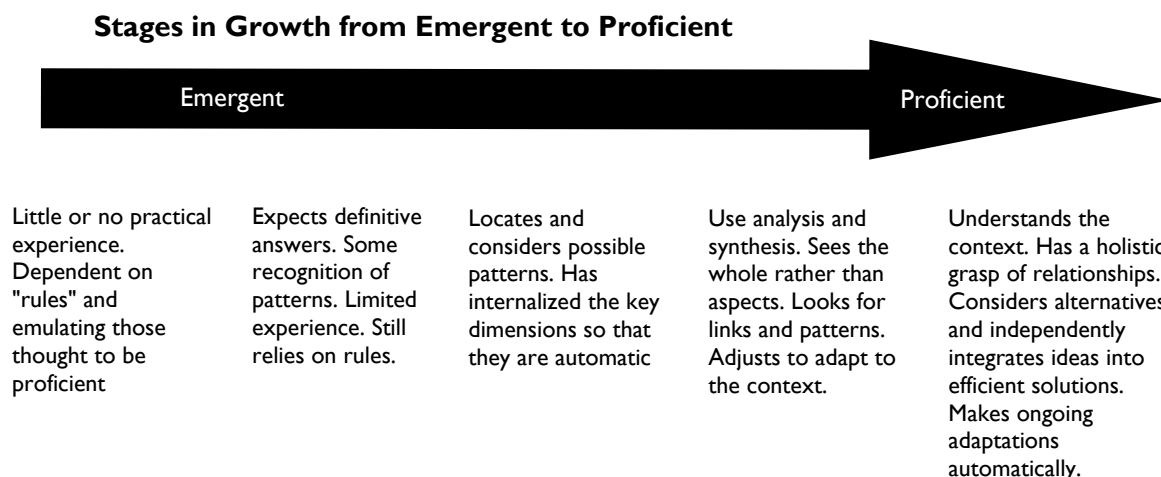 Stages in Growth from Emergent to Proficient
Emergent
Proficient
Little or no practical
experience.
Dependent on
"rules" and
emulating those
thought to be
proficient
Expects definitive
answers. Some
recognition of
patterns. Limited
experience. Still
relies on rules.
Locates and
considers possible
patterns. Has
internalized the key
dimensions so that
they are automatic
Use analysis and
synthesis. Sees the
whole rather than
aspects. Looks for
links and patterns.
Adjusts to adapt to
the context.
Understands the
context. Has a holistic
grasp of relationships.
Considers alternatives
and independently
integrates ideas into
efficient solutions.
Makes ongoing
adaptations
automatically.